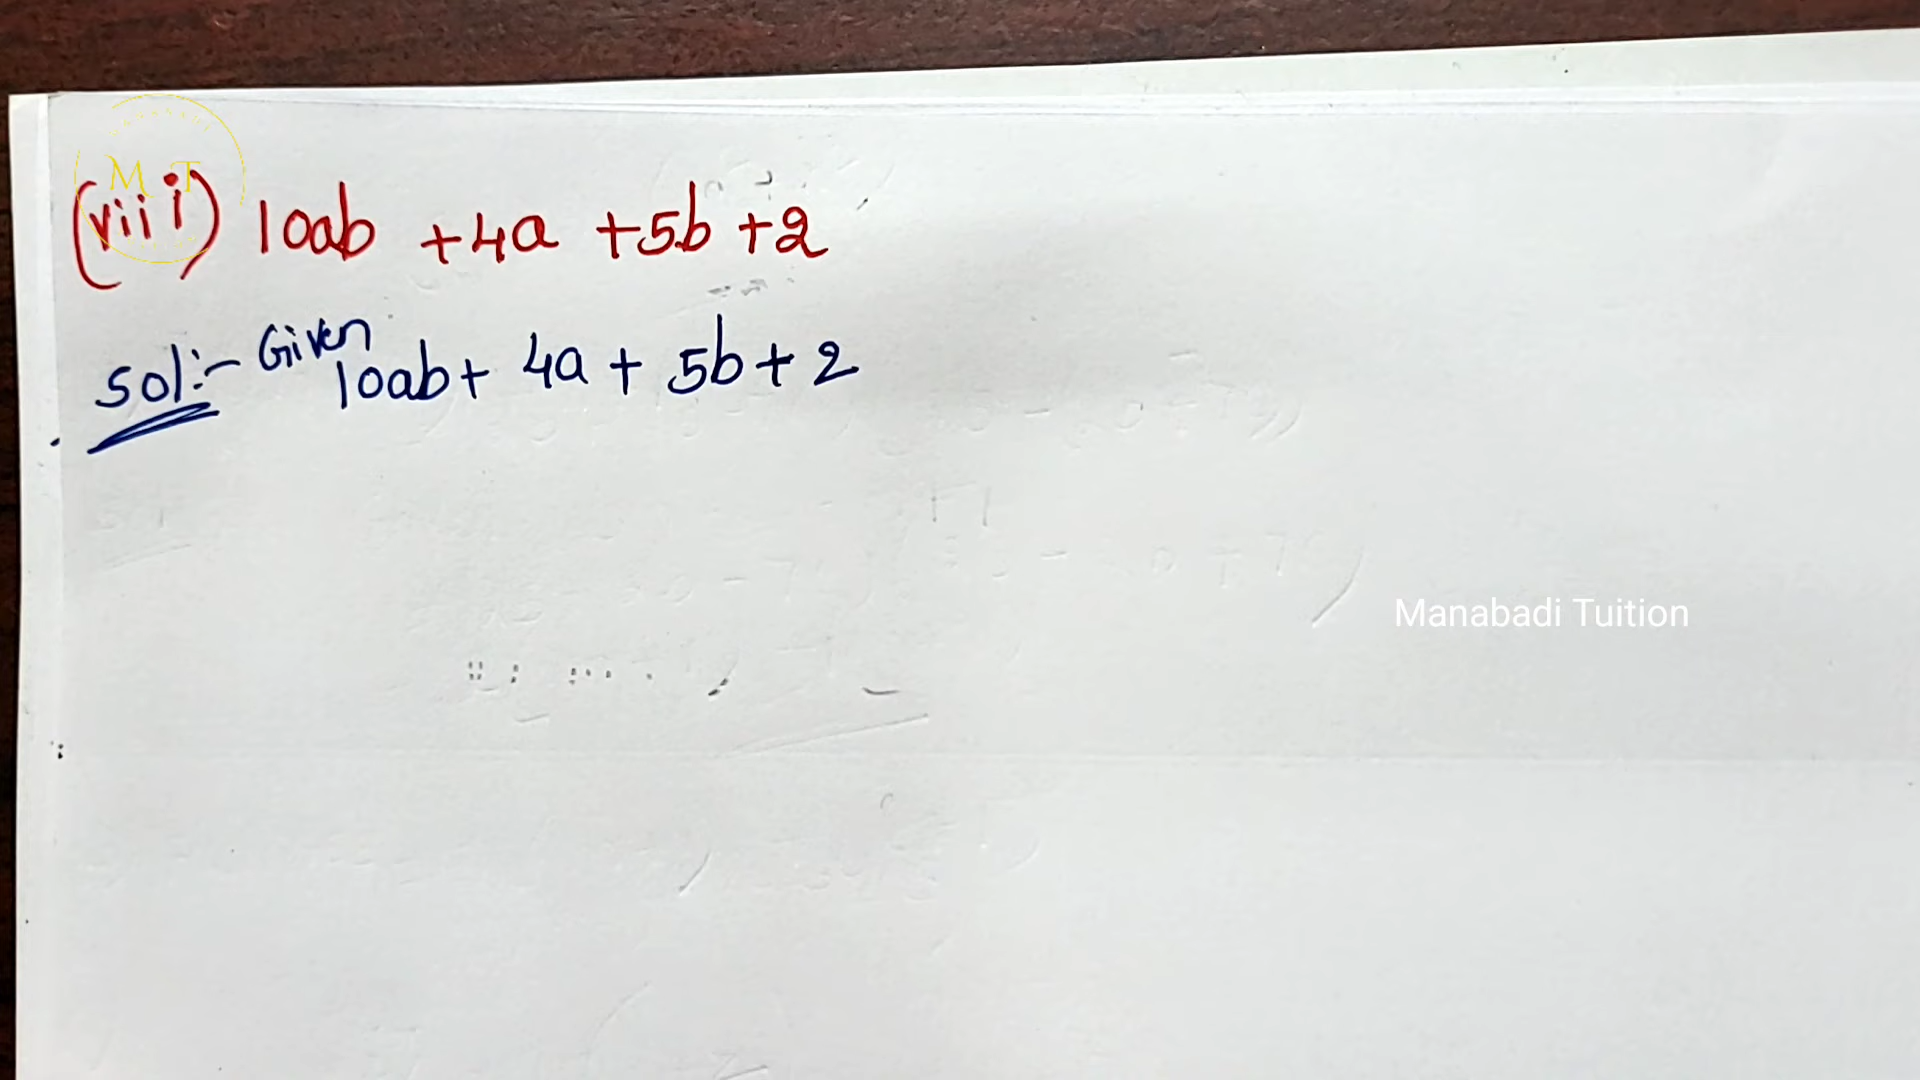 M T
(viii) 10ab +4a +5b +2
Sol:- Given 10ab + 4a + 5b + 2
Manabadi Tuition